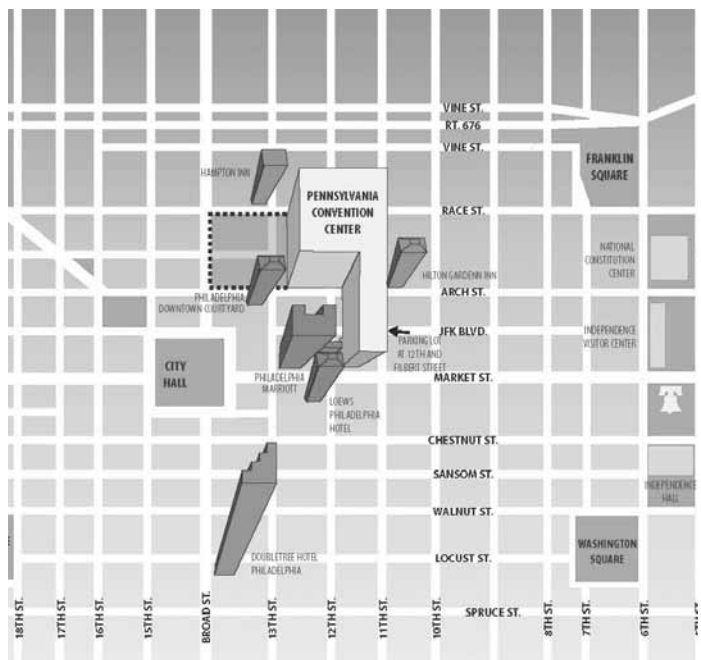 VINE ST.
RT. 676
VINE ST.
FRANKLIN
SQUARE
HAMPTON INN
PENNSYLVANIA
CONVENTION
CENTER
RACE ST.
NATIONAL
CONSTITUTION
CENTER
HILTON GARDENN INN
ARCH ST.
PHILADELPHIA
DOWNTOWN COURTYARD
JFK BLVD.
PARKING LOT
AT 12TH AND
FILBERT STREET
INDEPENDENCE
VISITOR CENTER
CITY
HALL
PHILADELPHIA
MARRIOTT
MARKET ST.
LOEWS
PHILADELPHIA
HOTEL
CHESTNUT ST.
SANSOM ST.
INDEPENDENCE
HALL
WALNUT ST.
WASHINGTON
SQUARE
DOUBLETREE HOTEL
PHILADELPHIA
LOCUST ST.
SPRUCE ST.
18TH ST.
17TH ST.
16TH ST.
15TH ST.
BROAD ST.
13TH ST.
12TH ST.
11TH ST.
10TH ST.
8TH ST.
7TH ST.
6TH ST.